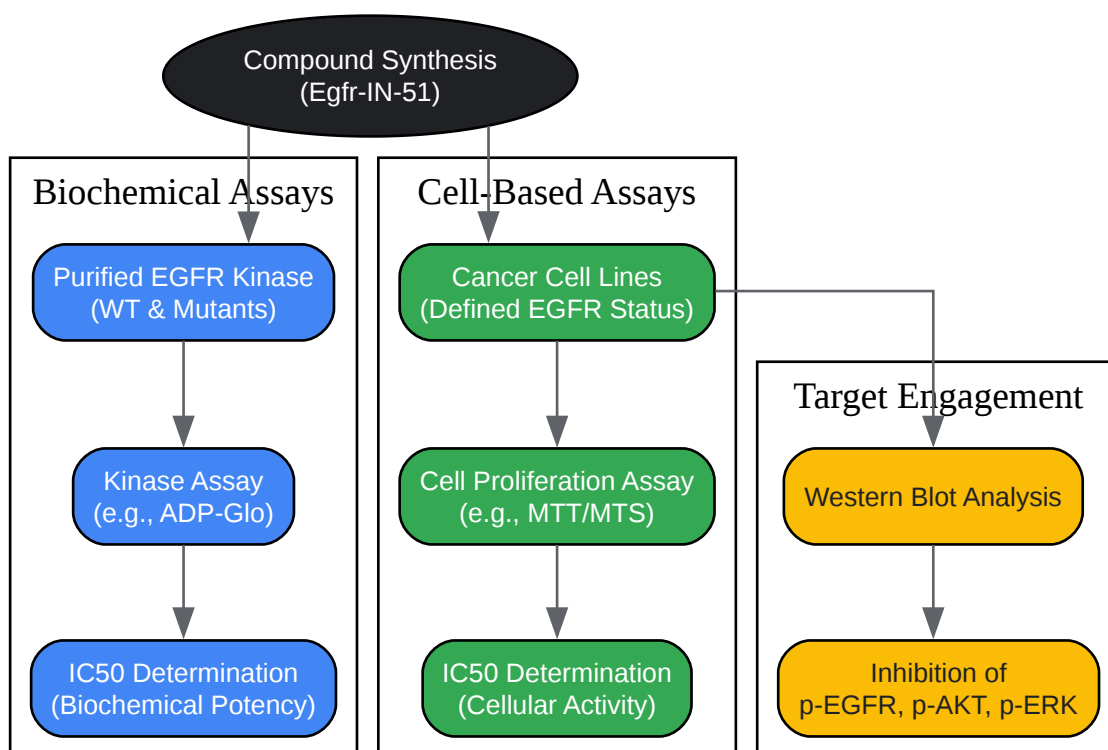 Compound Synthesis
(Egfr-IN-51)
Biochemical Assays
Purified EGFR Kinase
(WT & Mutants)
Kinase Assay
(e.g., ADP-Glo)
IC50 Determination
(Biochemical Potency)
Cell-Based Assays
Cancer Cell Lines
(Defined EGFR Status)
Cell Proliferation Assay
(e.g., MTT/MTS)
IC50 Determination
(Cellular Activity)
Target Engagement
Western Blot Analysis
Inhibition of
p-EGFR, p-AKT, p-ERK